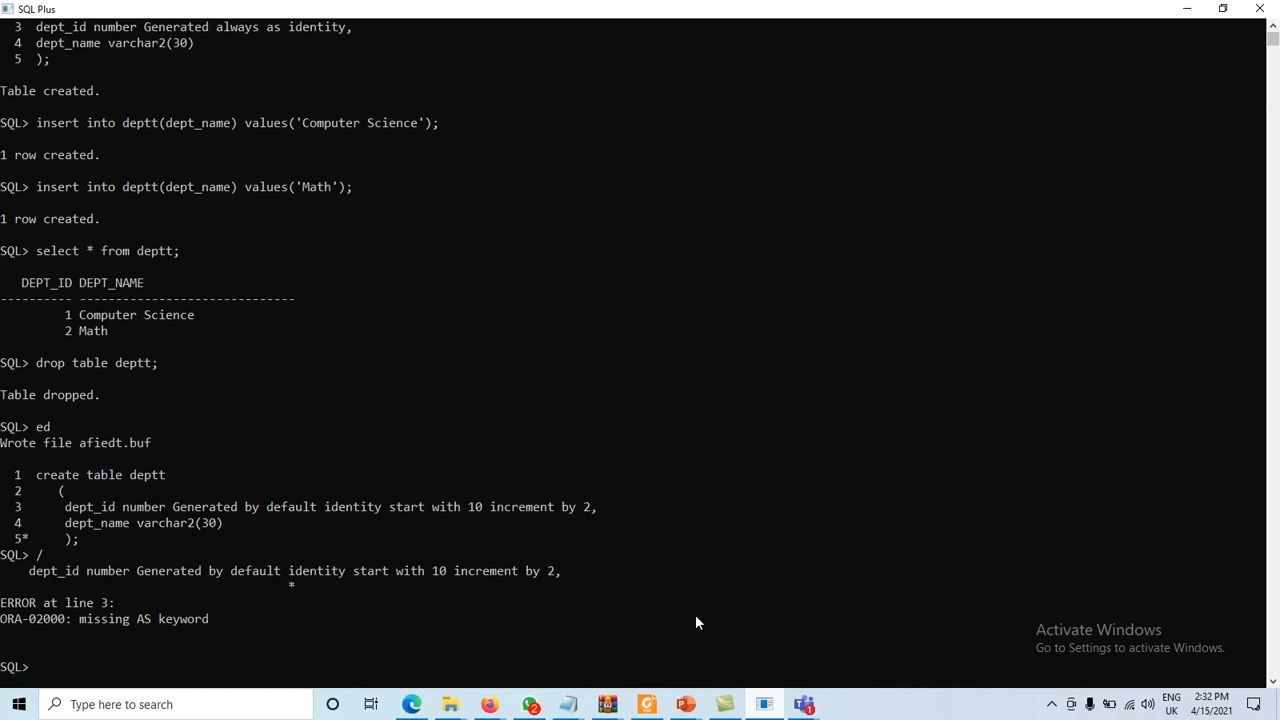 SQL Plus
3 dept_id number Generated always as identity,
4 dept_name varchar2(30)
5 );
Table created.
SQL> insert into deptt(dept_name) values('Computer Science');
1 row created.
SQL> insert into deptt(dept_name) values('Math');
1 row created.
SQL> select * from deptt;
DEPT_ID DEPT_NAME
---------- ------------------------------
1 Computer Science
2 Math
SQL> drop table deptt;
Table dropped.
SQL> ed
Wrote file afiedt.buf
1 create table deptt
2 (
3 dept_id number Generated by default identity start with 10 increment by 2,
4 dept_name varchar2(30)
5* );
SQL> /
dept_id number Generated by default identity start with 10 increment by 2,
*
ERROR at line 3:
ORA-02000: missing AS keyword
SQL>
Activate Windows
Go to Settings to activate Windows.
Type here to search
2
1
ENG
UK
2:32 PM
4/15/2021